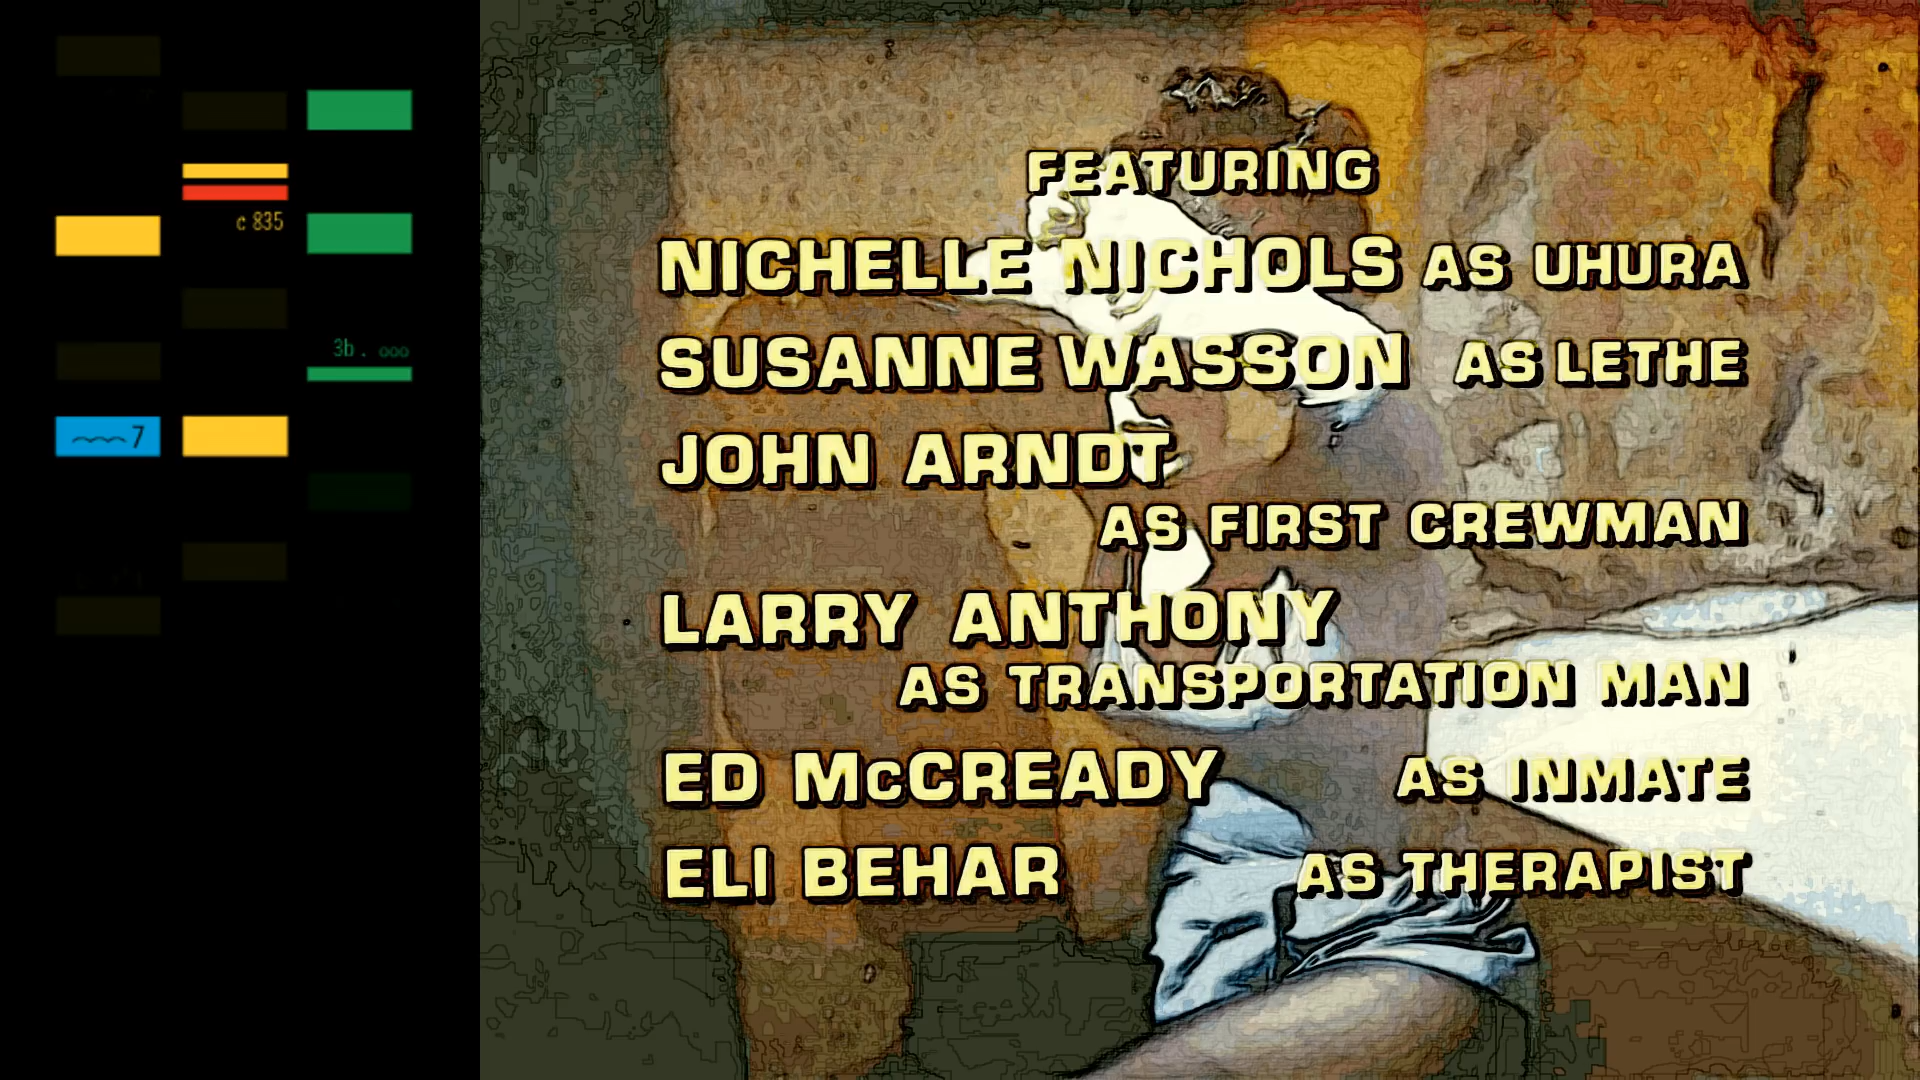 c 835
3b . ooo
7
FEATURING
NICHELLE NICHOLS AS UHURA
SUSANNE WASSON AS LETHE
JOHN ARNDT
AS FIRST CREWMAN
LARRY ANTHONY
AS TRANSPORTATION MAN
ED McCREADY AS INMATE
ELI BEHAR AS THERAPIST